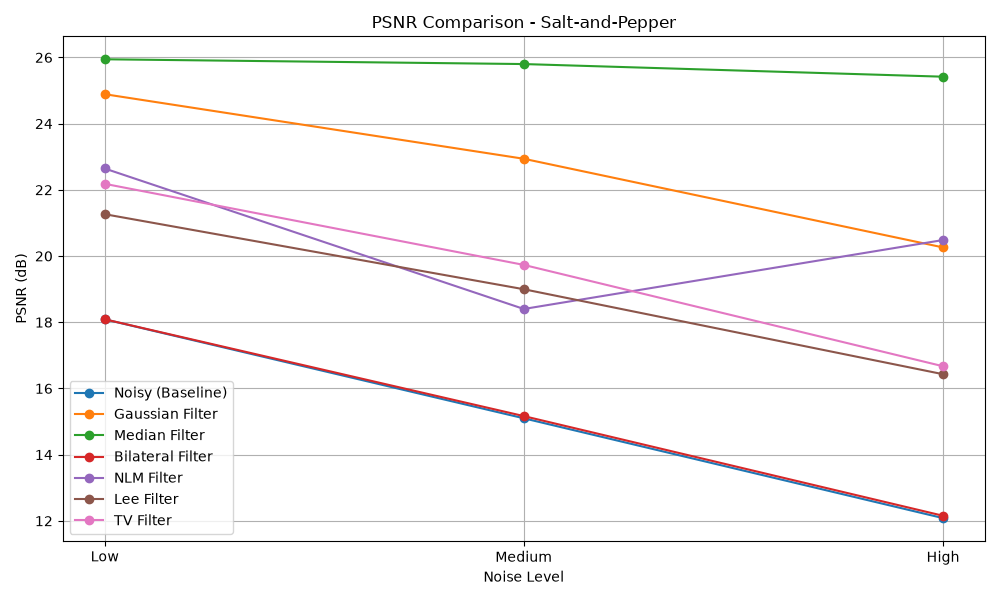 PSNR Comparison - Salt-and-Pepper
PSNR (dB)
26
24
22
20
18
16
14
12
Noisy (Baseline)
Gaussian Filter
Median Filter
Bilateral Filter
NLM Filter
Lee Filter
TV Filter
Low
Medium
High
Noise Level